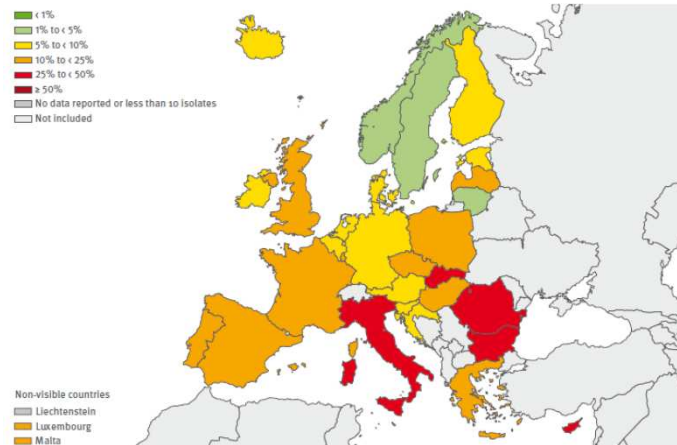 < 1%
1% to < 5%
5% to < 10%
10% to < 25%
25% to < 50%
≥ 50%
No data reported or less than 10 isolates
Not included
Non-visible countries
Liechtenstein
Luxembourg
Malta